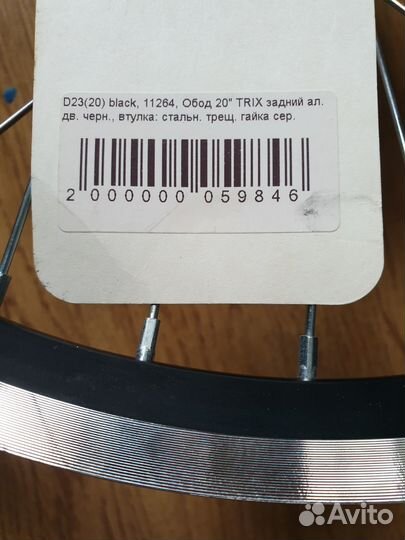 D23(20) black, 11264, Обод 20" TRIX задний ал.
дв. черн., втулка: стальн. трещ. гайка сер.
2 000000 059846
Avito